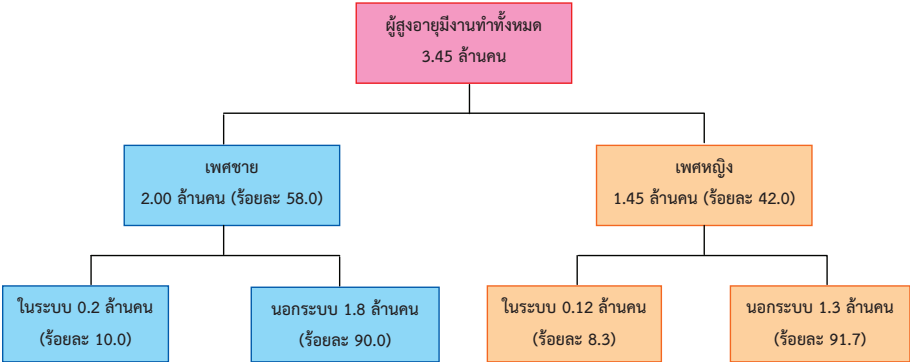 ผู้สูงอายุมีงานทำทั้งหมด
3.45 ล้านคน
เพศชาย
2.00 ล้านคน (ร้อยละ 58.0)
เพศหญิง
1.45 ล้านคน (ร้อยละ 42.0)
ในระบบ 0.2 ล้านคน
(ร้อยละ 10.0)
นอกระบบ 1.8 ล้านคน
(ร้อยละ 90.0)
ในระบบ 0.12 ล้านคน
(ร้อยละ 8.3)
นอกระบบ 1.3 ล้านคน
(ร้อยละ 91.7)